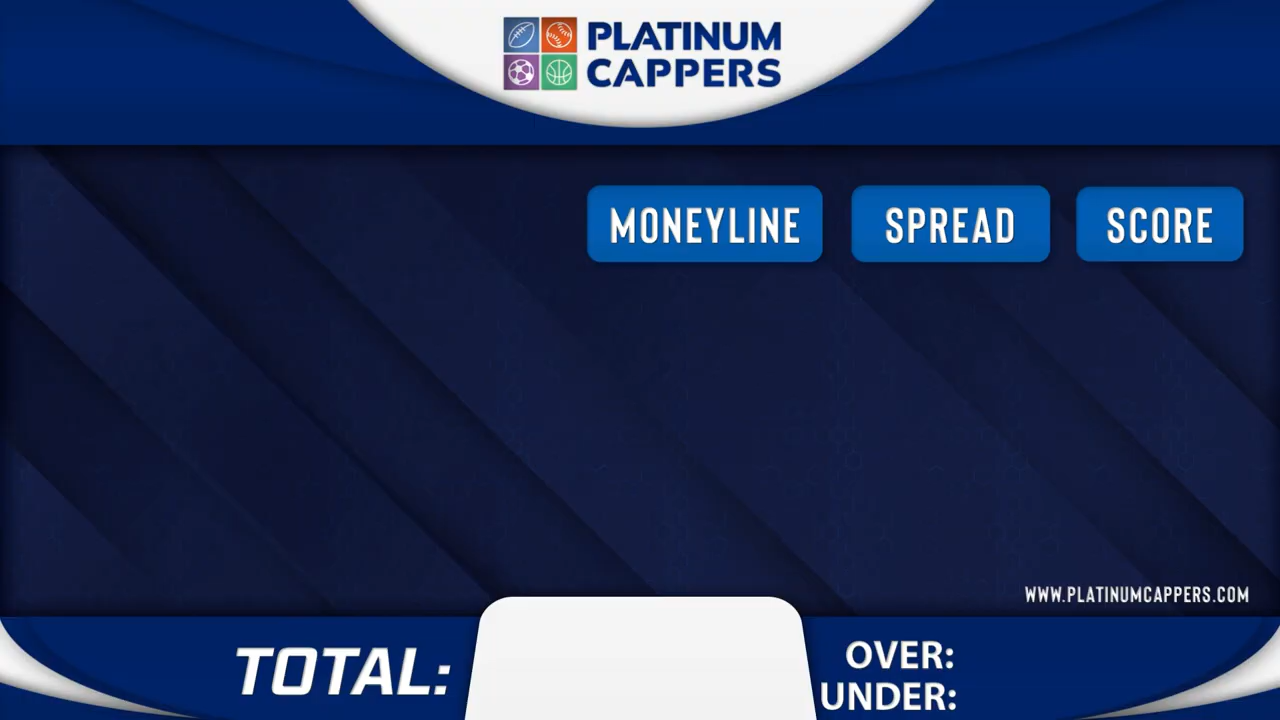 PLATINUM
CAPPERS
MONEYLINE SPREAD SCORE
WWW.PLATINUMCAPPERS.COM
TOTAL:
OVER:
UNDER: